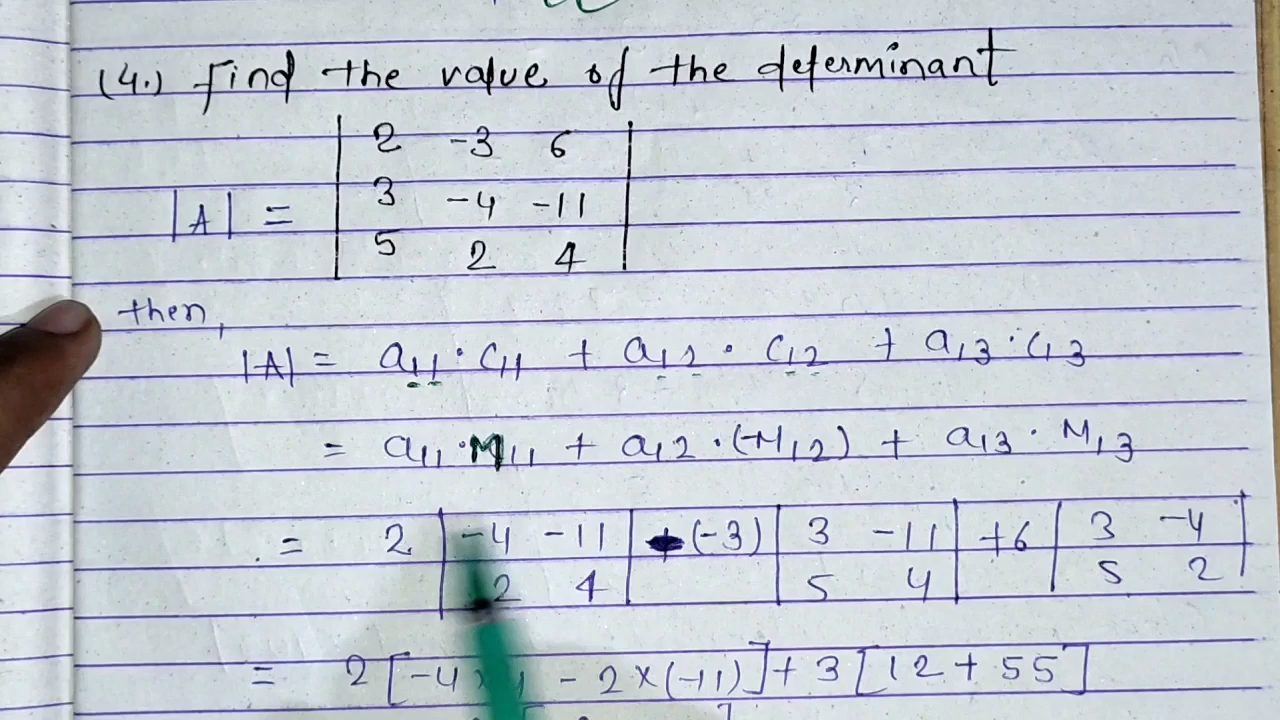 (4.) find the value of the determinant
|A| = | 2 -3 6 |
| 3 -4 -11 |
| 5 2 4 |
then,
|A| = a11 · C11 + a12 · C12 + a13 · C13
= a11 · M11 + a12 · (-M12) + a13 · M13
= 2 | -4 -11 | -(-3) | 3 -11 | +6 | 3 -4 |
| 2 4 | | 5 4 | | 5 2 |
= 2 [-4 × - 2×(-11)] + 3 [12 + 55]